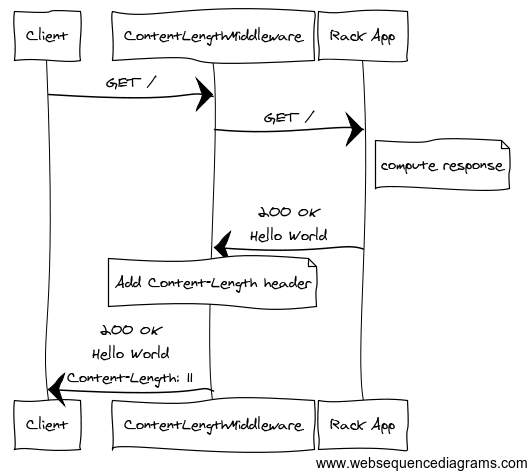 Client
ContentLengthMiddleware
Rack App
GET /
GET /
compute response
200 OK
Hello World
Add Content-Length header
200 OK
Hello World
Content-Length: 11
Client
ContentLengthMiddleware
Rack App
www.websequencediagrams.com